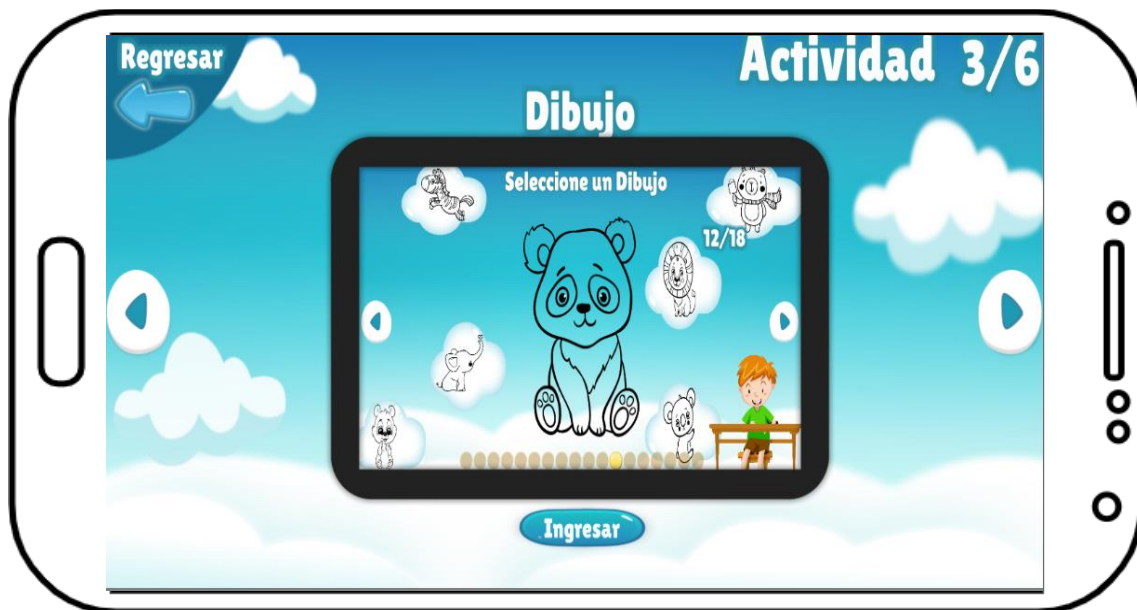 Regresar
Actividad 3/6
Dibujo
Seleccione un Dibujo
12/18
Ingresar